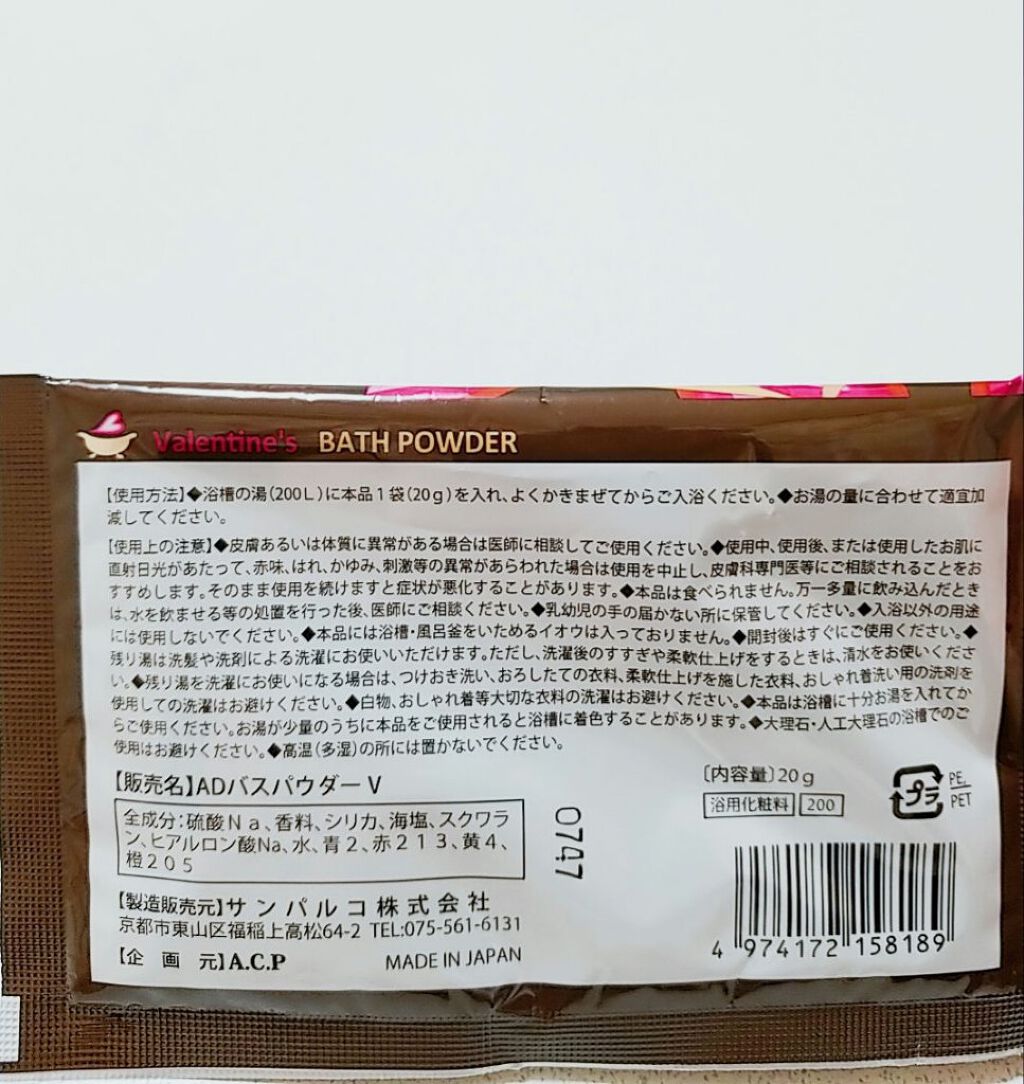 Valentine's BATH POWDER
【使用方法】◆浴槽の湯(200L)に本品1袋(20g)を入れ、よくかきまぜてからご入浴ください。◆お湯の量に合わせて適宜加
減してください。
【使用上の注意】◆皮膚あるいは体質に異常がある場合は医師に相談してご使用ください。◆使用中、使用後、または使用したお肌に
直射日光があたって、赤味、はれ、かゆみ、刺激等の異常があらわれた場合は使用を中止し、皮膚科専門医等にご相談されることをお
すすめします。そのまま使用を続けますと症状が悪化することがあります。◆本品は食べられません。万一多量に飲み込んだとき
は、水を飲ませる等の処置を行った後、医師にご相談ください。◆乳幼児の手の届かない所に保管してください。◆入浴以外の用途
には使用しないでください。◆本品には浴槽・風呂釜をいためるイオウは入っておりません。◆開封後はすぐにご使用ください。◆
残り湯は洗髪や洗剤による洗濯にお使いいただけます。ただし、洗濯後のすすぎや柔軟仕上げをするときは、清水をお使いくださ
い。◆残り湯を洗濯にお使いになる場合は、つけおき洗い、おろしたての衣料、柔軟仕上げを施した衣料、おしゃれ着洗い用の洗剤を
使用しての洗濯はお避けください。◆白物、おしゃれ着等大切な衣料の洗濯はお避けください。◆本品は浴槽に十分お湯を入れてか
らご使用ください。お湯が少量のうちに本品をご使用されると浴槽に着色することがあります。◆大理石・人工大理石の浴槽でのご
使用はお避けください。◆高温(多湿)の所には置かないでください。
【販売名】ADバスパウダーV
全成分:硫酸Na、香料、シリカ、海塩、スクワラ
ン、ヒアルロン酸Na、水、青2、赤213、黄4、
橙205
0747
〔内容量〕20g
浴用化粧料 200
プラ
PE,
PET
【製造販売元】サンパルコ株式会社
京都市東山区福稲上高松64-2 TEL:075-561-6131
【企画元】A.C.P MADE IN JAPAN
4 974172 158189